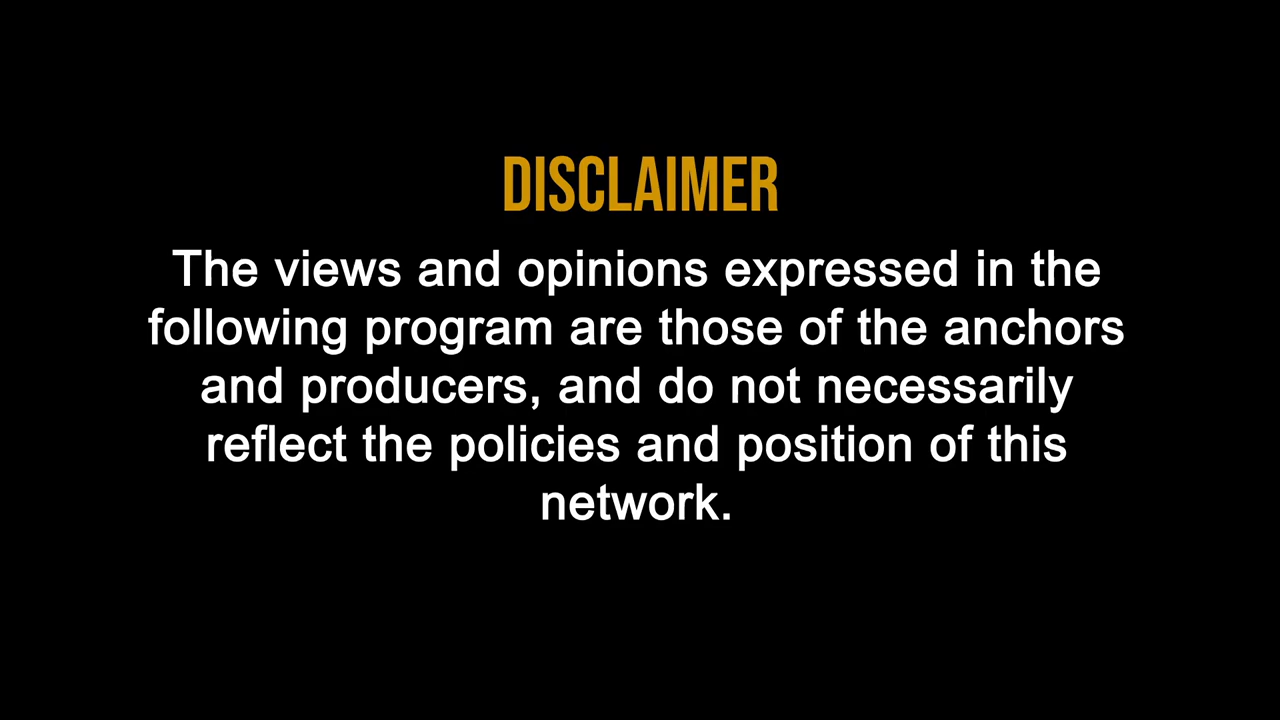 DISCLAIMER
The views and opinions expressed in the
following program are those of the anchors
and producers, and do not necessarily
reflect the policies and position of this
network.